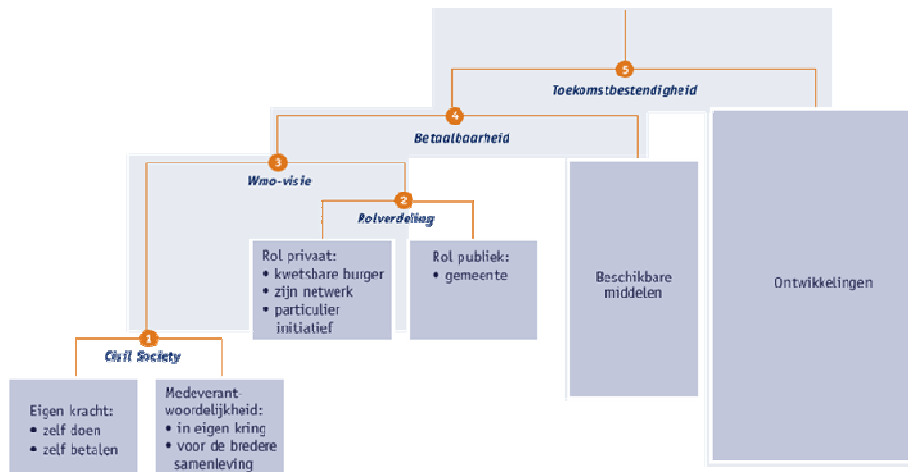 5
Toekomstbestendigheid
4
Betaalbaarheid
3
Wmo-visie
2
Rolverdeling
Rol privaat:
• kwetsbare burger
• zijn netwerk
• particulier
initiatief
Rol publiek:
• gemeente
Beschikbare
middelen
Ontwikkelingen
1
Civil Society
Eigen kracht:
• zelf doen
• zelf betalen
Medeverant-
woordelijkheid:
• in eigen kring
• voor de bredere
samenleving